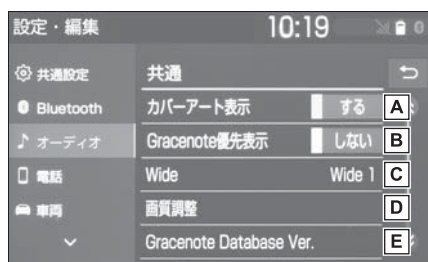 設定・編集 10:19
共通設定
Bluetooth
オーディオ
電話
車両
共通
カバーアート表示 する A
Gracenote優先表示 しない B
Wide Wide 1 C
画質調整 D
Gracenote Database Ver. E